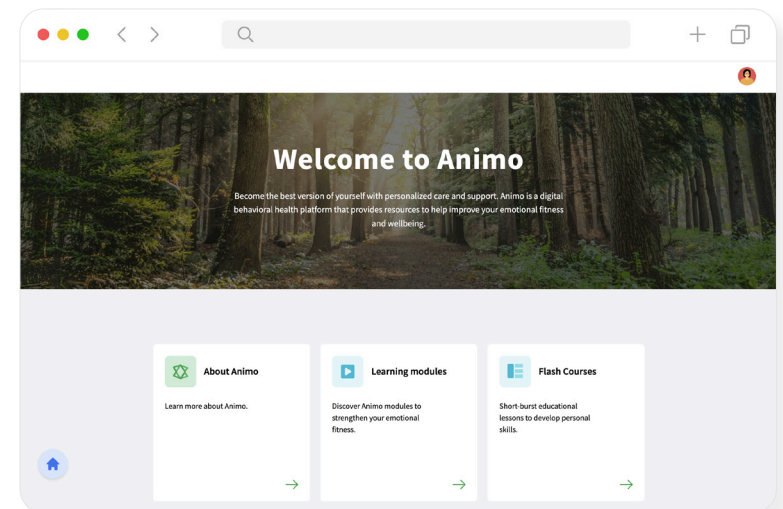 Welcome to Animo
Become the best version of yourself with personalized care and support. Animo is a digital
behavioral health platform that provides resources to help improve your emotional fitness
and wellbeing.
About Animo
Learn more about Animo.
Learning modules
Discover Animo modules to
strengthen your emotional
fitness.
Flash Courses
Short-burst educational
lessons to develop personal
skills.